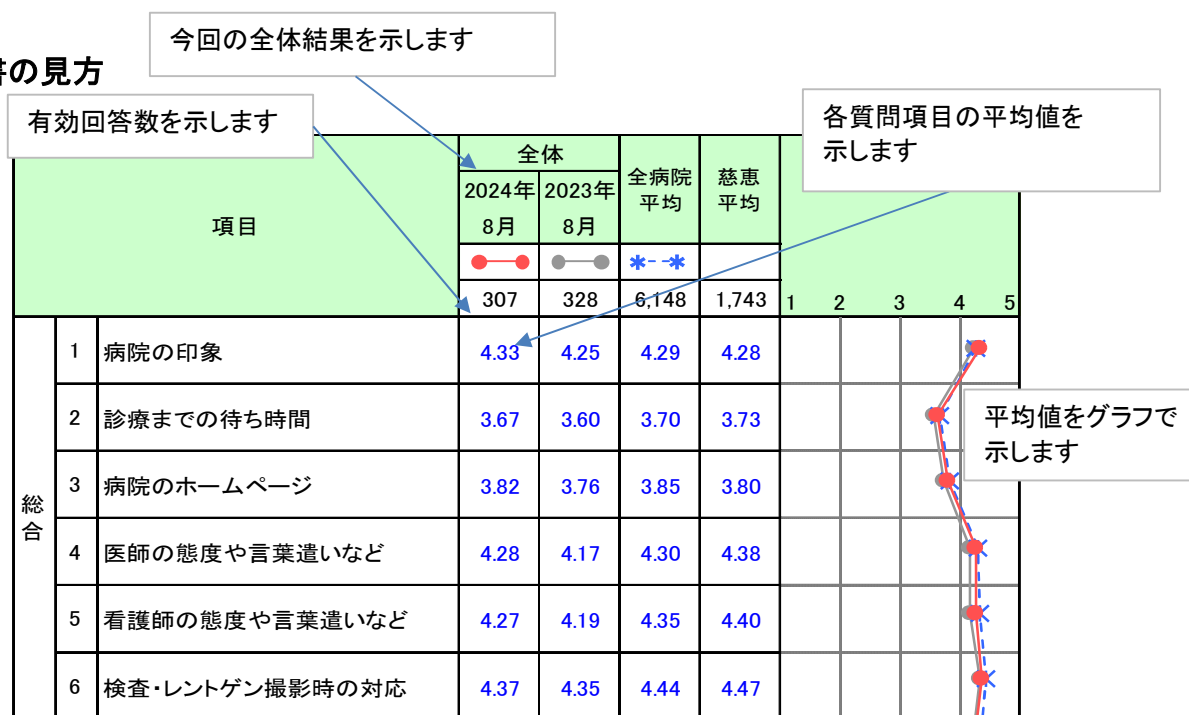 今回の全体結果を示します
書の見方
有効回答数を示します
各質問項目の平均値を
示します
項目
全体
2024年
8月
2023年
8月
全病院
平均
慈恵
平均
307 328 6,148 1,743 1 2 3 4 5
総合
1 病院の印象 4.33 4.25 4.29 4.28
2 診療までの待ち時間 3.67 3.60 3.70 3.73
平均値をグラフで
示します
3 病院のホームページ 3.82 3.76 3.85 3.80
4 医師の態度や言葉遣いなど 4.28 4.17 4.30 4.38
5 看護師の態度や言葉遣いなど 4.27 4.19 4.35 4.40
6 検査・レントゲン撮影時の対応 4.37 4.35 4.44 4.47